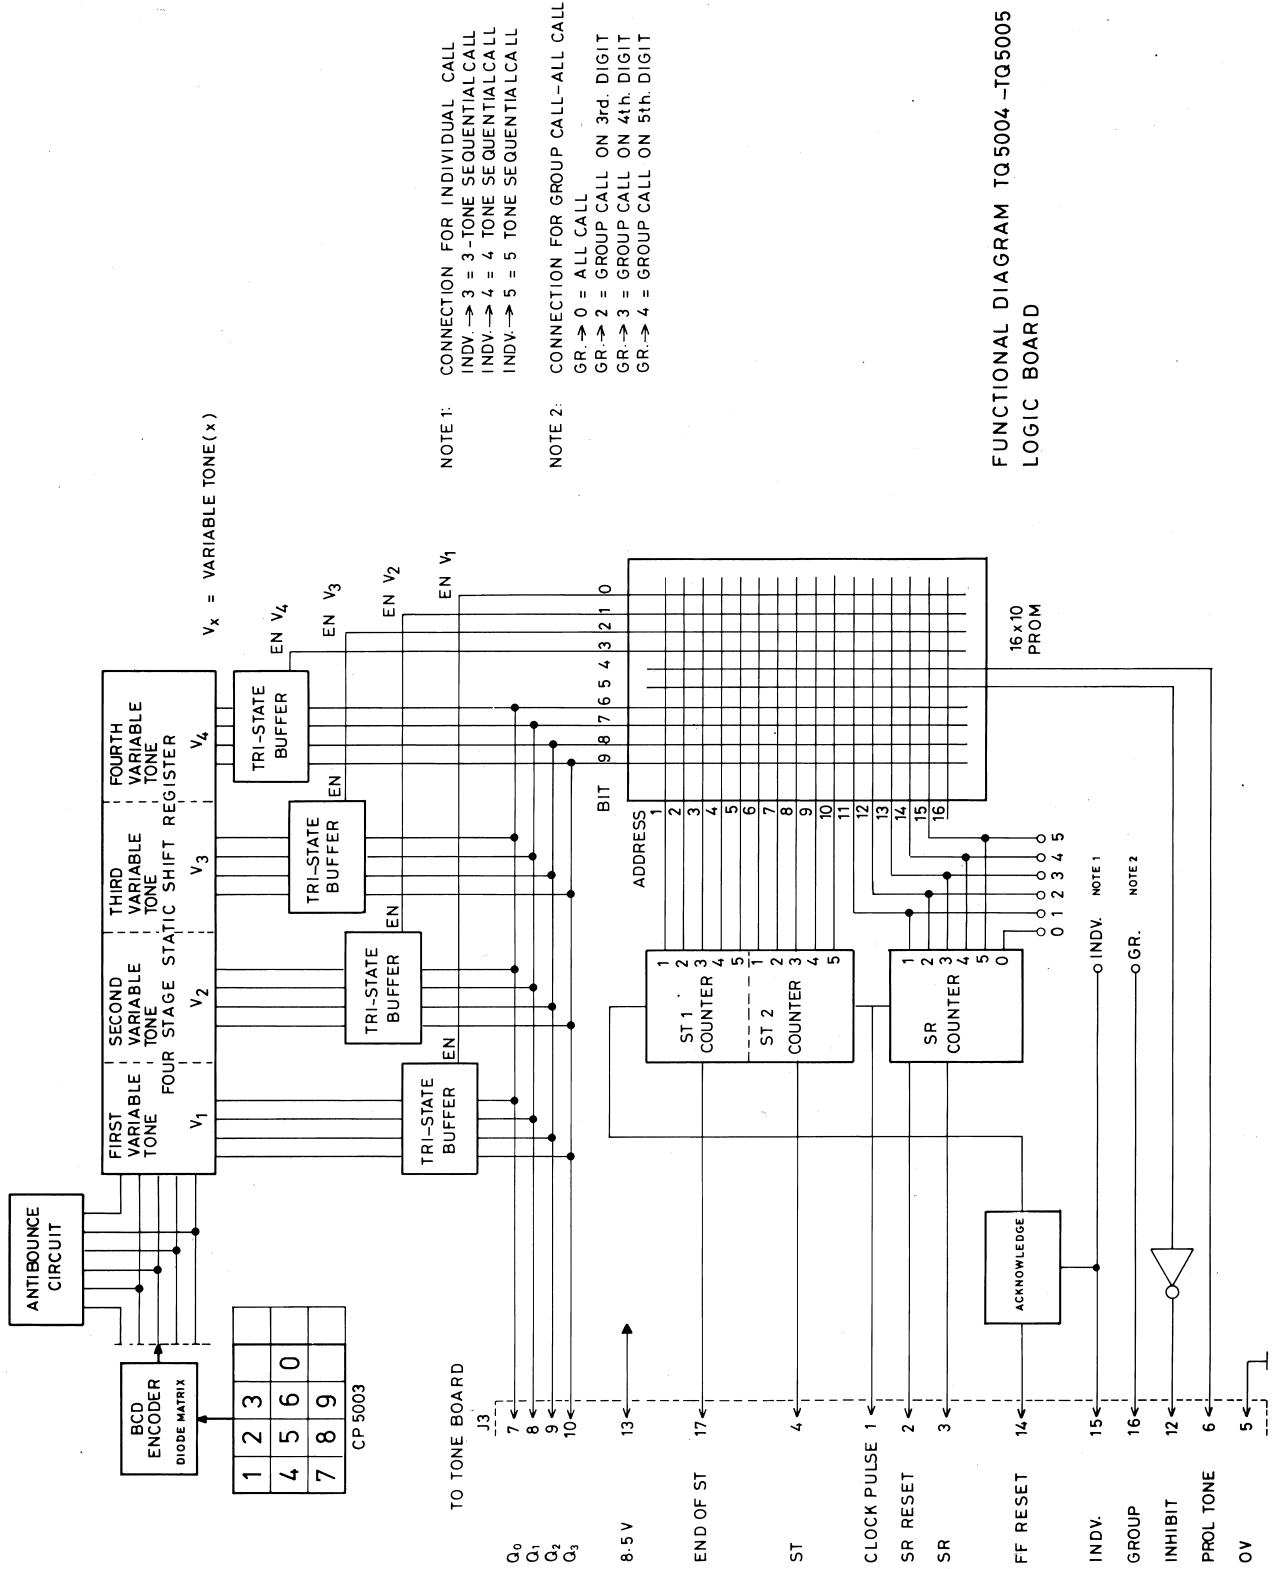 ANTIBOUNCE
CIRCUIT
BCD
ENCODER
DIODE MATRIX
1 2 3
4 5 6 0
7 8 9
CP 5003
FIRST
VARIABLE
TONE
SECOND
VARIABLE
TONE
THIRD
VARIABLE
TONE
FOURTH
VARIABLE
TONE
FOUR STAGE STATIC SHIFT REGISTER
V1
V2
V3
V4
Vx = VARIABLE TONE(x)
TRI-STATE
BUFFER
EN
TRI-STATE
BUFFER
EN
TRI-STATE
BUFFER
EN
TRI-STATE
BUFFER
EN V4
EN V3
EN V2
EN V1
NOTE 1: CONNECTION FOR INDIVIDUAL CALL
INDV.→ 3 = 3-TONE SEQUENTIAL CALL
INDV.→ 4 = 4 TONE SEQUENTIAL CALL
INDV.→ 5 = 5 TONE SEQUENTIAL CALL
NOTE 2: CONNECTION FOR GROUP CALL-ALL CALL
GR.→ 0 = ALL CALL
GR.→ 2 = GROUP CALL ON 3rd. DIGIT
GR.→ 3 = GROUP CALL ON 4th. DIGIT
GR.→ 4 = GROUP CALL ON 5th. DIGIT
TO TONE BOARD
J3
Q0 7
Q1 8
Q2 9
Q3 10
8·5 V 13
END OF ST 17
ST 4
CLOCK PULSE 1
SR RESET 2
SR 3
FF RESET 14
INDV. 15
GROUP 16
INHIBIT 12
PROL TONE 6
OV 5
BIT 9 8 7 6 5 4 3 2 1 0
ADDRESS
1
2
3
4
5
6
7
8
9
10
11
12
13
14
15
16
16x10
PROM
ST 1
COUNTER
1
2
3
4
5
ST 2
COUNTER
1
2
3
4
5
SR
COUNTER
1
2
3
4
5
0
0 1 2 3 4 5
INDV. NOTE 1
GR. NOTE 2
ACKNOWLEDGE
FUNCTIONAL DIAGRAM TQ5004-TQ5005
LOGIC BOARD